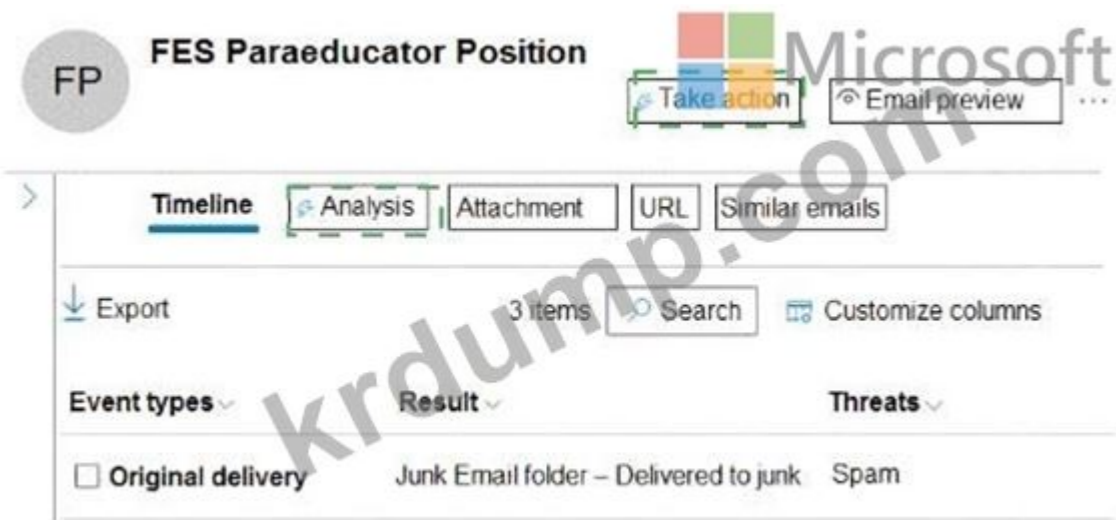 FP
FES Paraeducator Position
Microsoft
Take action
Email preview
...
Timeline
Analysis
Attachment
URL
Similar emails
Export
3 items
Search
Customize columns
Event types
Result
Threats
Original delivery
Junk Email folder – Delivered to junk
Spam
krdump.com